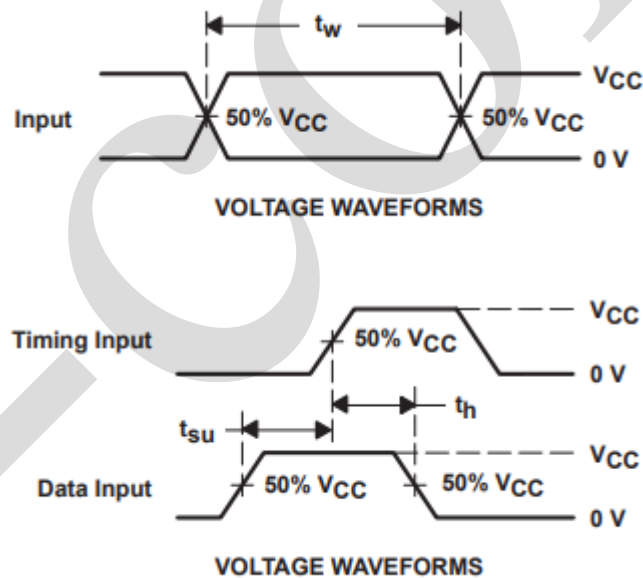 tw
VCC
Input
50% VCC
50% VCC
0 V
VOLTAGE WAVEFORMS
VCC
Timing Input
50% VCC
0 V
th
tsu
VCC
Data Input
50% VCC
50% VCC
0 V
VOLTAGE WAVEFORMS